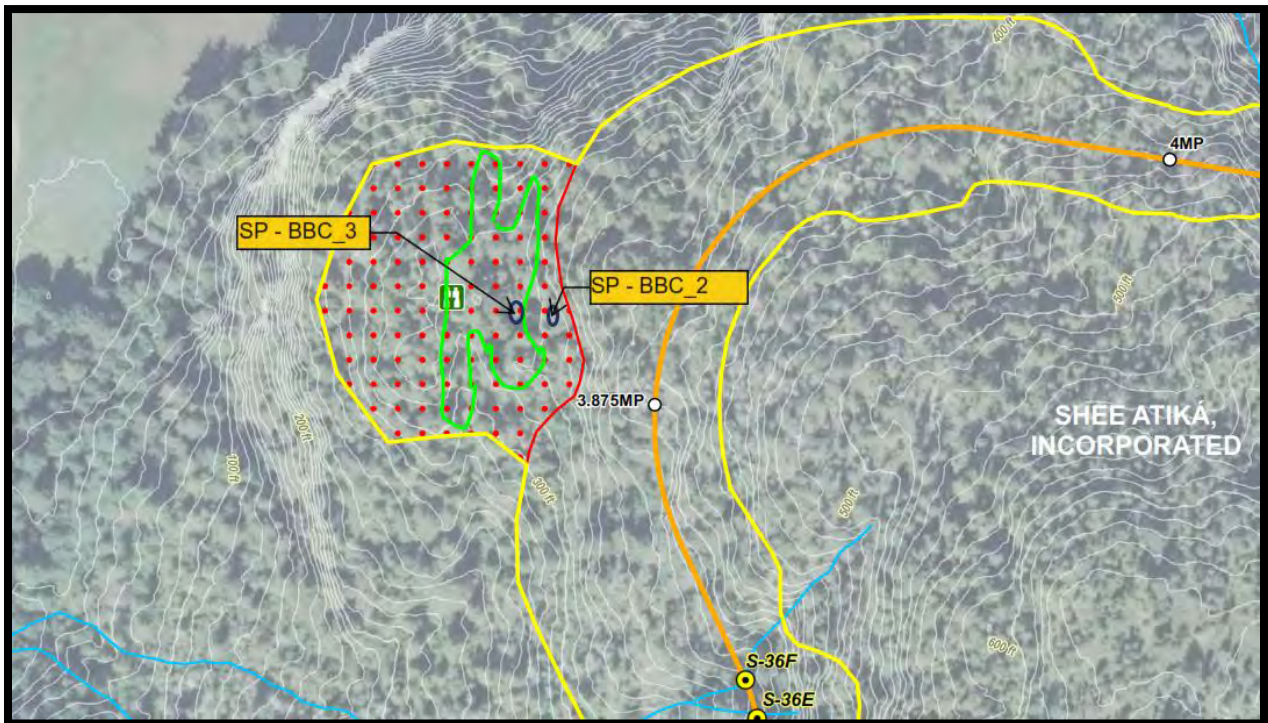 400 ft
4MP
SP - BBC_3
SP - BBC_2
500 ft
3.875MP
SHEE ATIKÁ,
INCORPORATED
200 ft
100 ft
300 ft
500 ft
600 ft
S-36F
S-36E